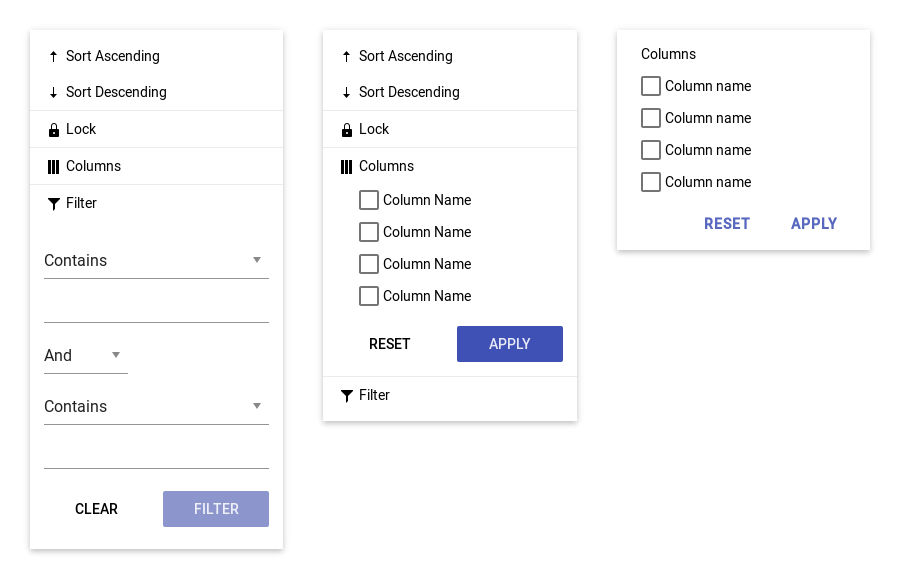 Sort Ascending
Sort Descending
Lock
Columns
Filter
Contains
And
Contains
CLEAR FILTER
Sort Ascending
Sort Descending
Lock
Columns
Column Name
Column Name
Column Name
Column Name
RESET APPLY
Filter
Columns
Column name
Column name
Column name
Column name
RESET APPLY